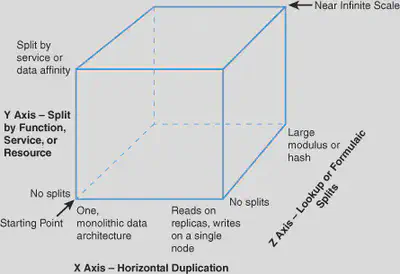 Near Infinite Scale
Split by
service or
data affinity
Y Axis – Split
by Function,
Service, or
Resource
Large
modulus or
hash
Z Axis – Lookup or Formulaic
Splits
No splits
No splits
Starting Point
One,
monolithic data
architecture
Reads on
replicas, writes
on a single
node
X Axis – Horizontal Duplication